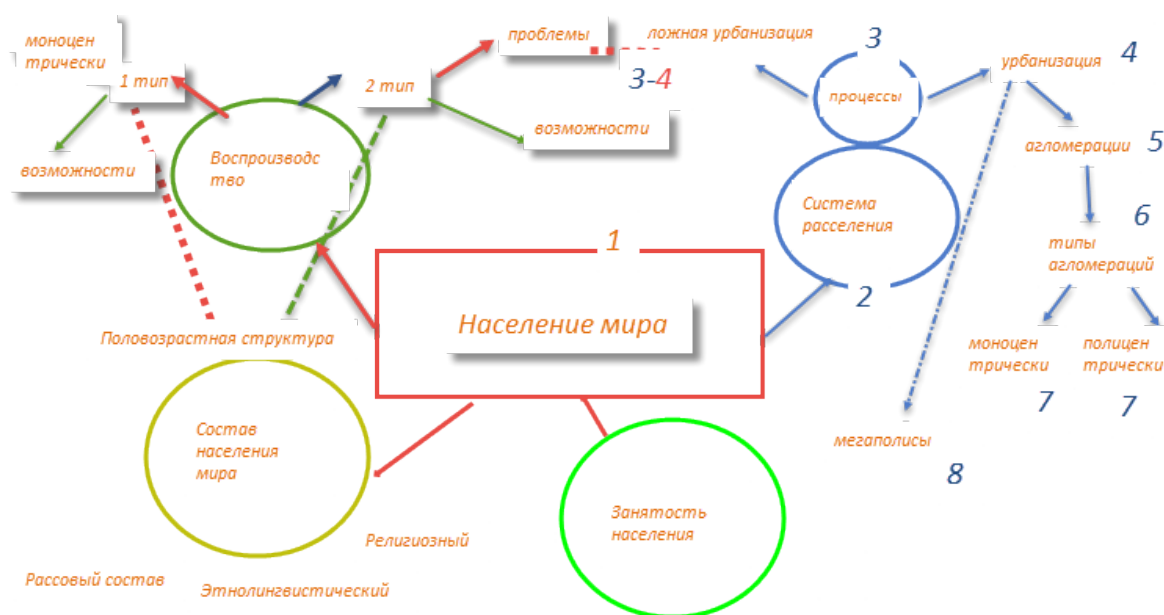 моноцен
трически
1 тип
возможности
Воспроизводс
тво
2 тип
проблемы
ложная урбанизация
3-4
возможности
3
процессы
урбанизация
4
агломерации
5
6
типы
агломераций
моноцен
трически
7
полицен
трически
7
мегаполисы
8
Система
расселения
2
1
Население мира
Половозрастная структура
Состав
населения
мира
Религиозный
Рассовый состав
Этнолингвистический
Занятость
населения